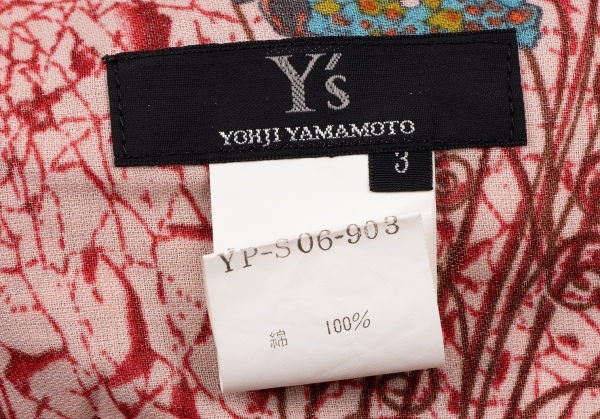 Y's
YOHJI YAMAMOTO
3
YP-S06-903
綿 100%